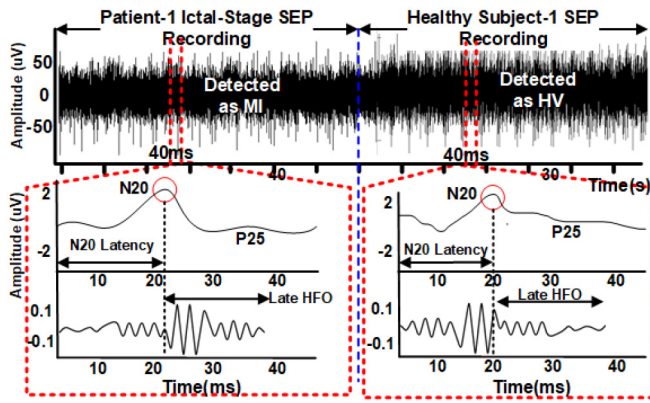 Patient-1 Ictal-Stage SEP Recording
Healthy Subject-1 SEP Recording
Amplitude (uV)
50
0
-50
Detected as MI
Detected as HV
40ms
40
40ms
30
Time(s)
Amplitude (uV)
2
-2
N20
N20 Latency
P25
10 20 30 40
0.1
-0.1
Late HFO
10 20 30 40
Time(ms)
2
-2
N20
N20 Latency
P25
10 20 30 40
0.1
-0.1
Late HFO
10 20 30 40
Time(ms)